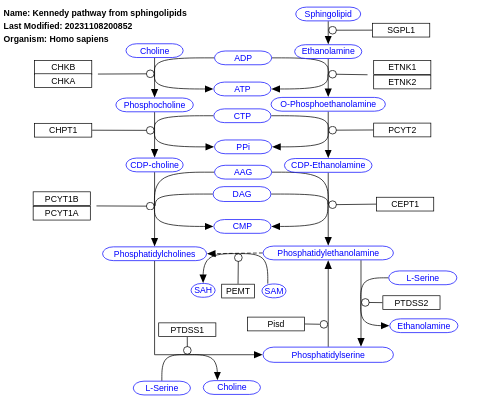 Name: Kennedy pathway from sphingolipids
Last Modified: 20231108200852
Organism: Homo sapiens
Sphingolipid
SGPL1
Choline
Ethanolamine
ADP
CHKB
CHKA
ETNK1
ETNK2
ATP
Phosphocholine
O-Phosphoethanolamine
CTP
CHPT1
PCYT2
PPi
CDP-choline
CDP-Ethanolamine
AAG
DAG
PCYT1B
PCYT1A
CEPT1
CMP
Phosphatidylcholines
Phosphatidylethanolamine
L-Serine
SAH
PEMT
SAM
PTDSS2
PTDSS1
Pisd
Ethanolamine
Phosphatidylserine
L-Serine
Choline